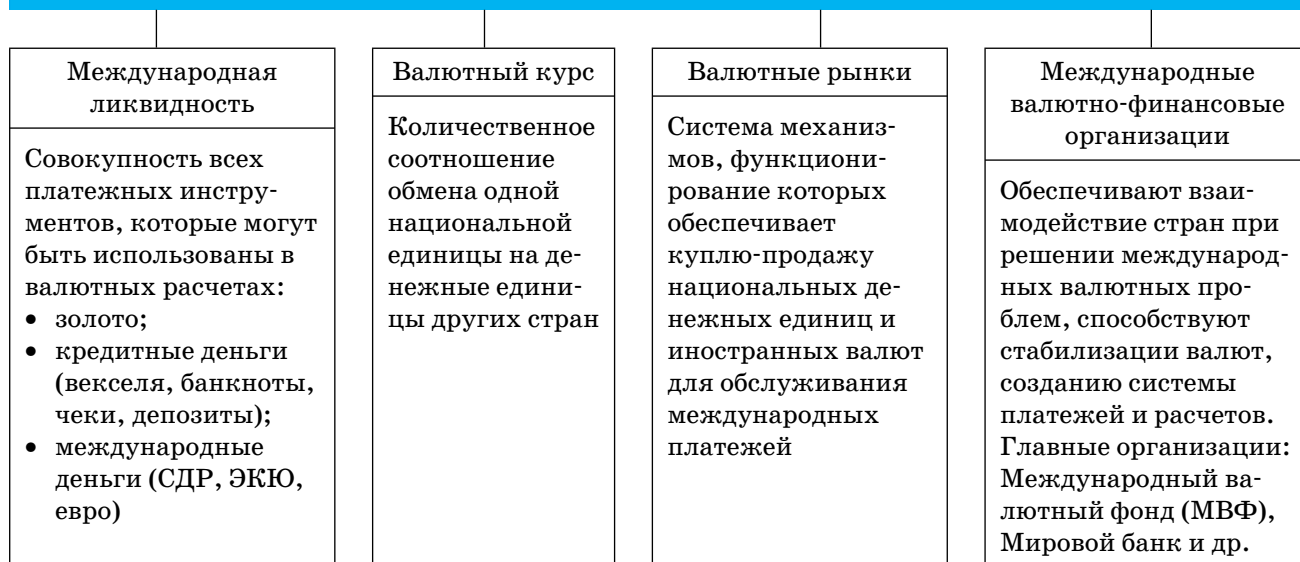 Международная
ликвидность
Совокупность всех
платежных инстру-
ментов, которые могут
быть использованы в
валютных расчетах:
• золото;
• кредитные деньги
(векселя, банкноты,
чеки, депозиты);
• международные
деньги (СДР, ЭКЮ,
евро)
Валютный курс
Количественное
соотношение
обмена одной
национальной
единицы на де-
нежные едини-
цы других стран
Валютные рынки
Система механиз-
мов, функциони-
рование которых
обеспечивает
куплю-продажу
национальных де-
нежных единиц и
иностранных валют
для обслуживания
международных
платежей
Международные
валютно-финансовые
организации
Обеспечивают взаи-
модействие стран при
решении международ-
ных валютных про-
блем, способствуют
стабилизации валют,
созданию системы
платежей и расчетов.
Главные организации:
Международный ва-
лютный фонд (МВФ),
Мировой банк и др.